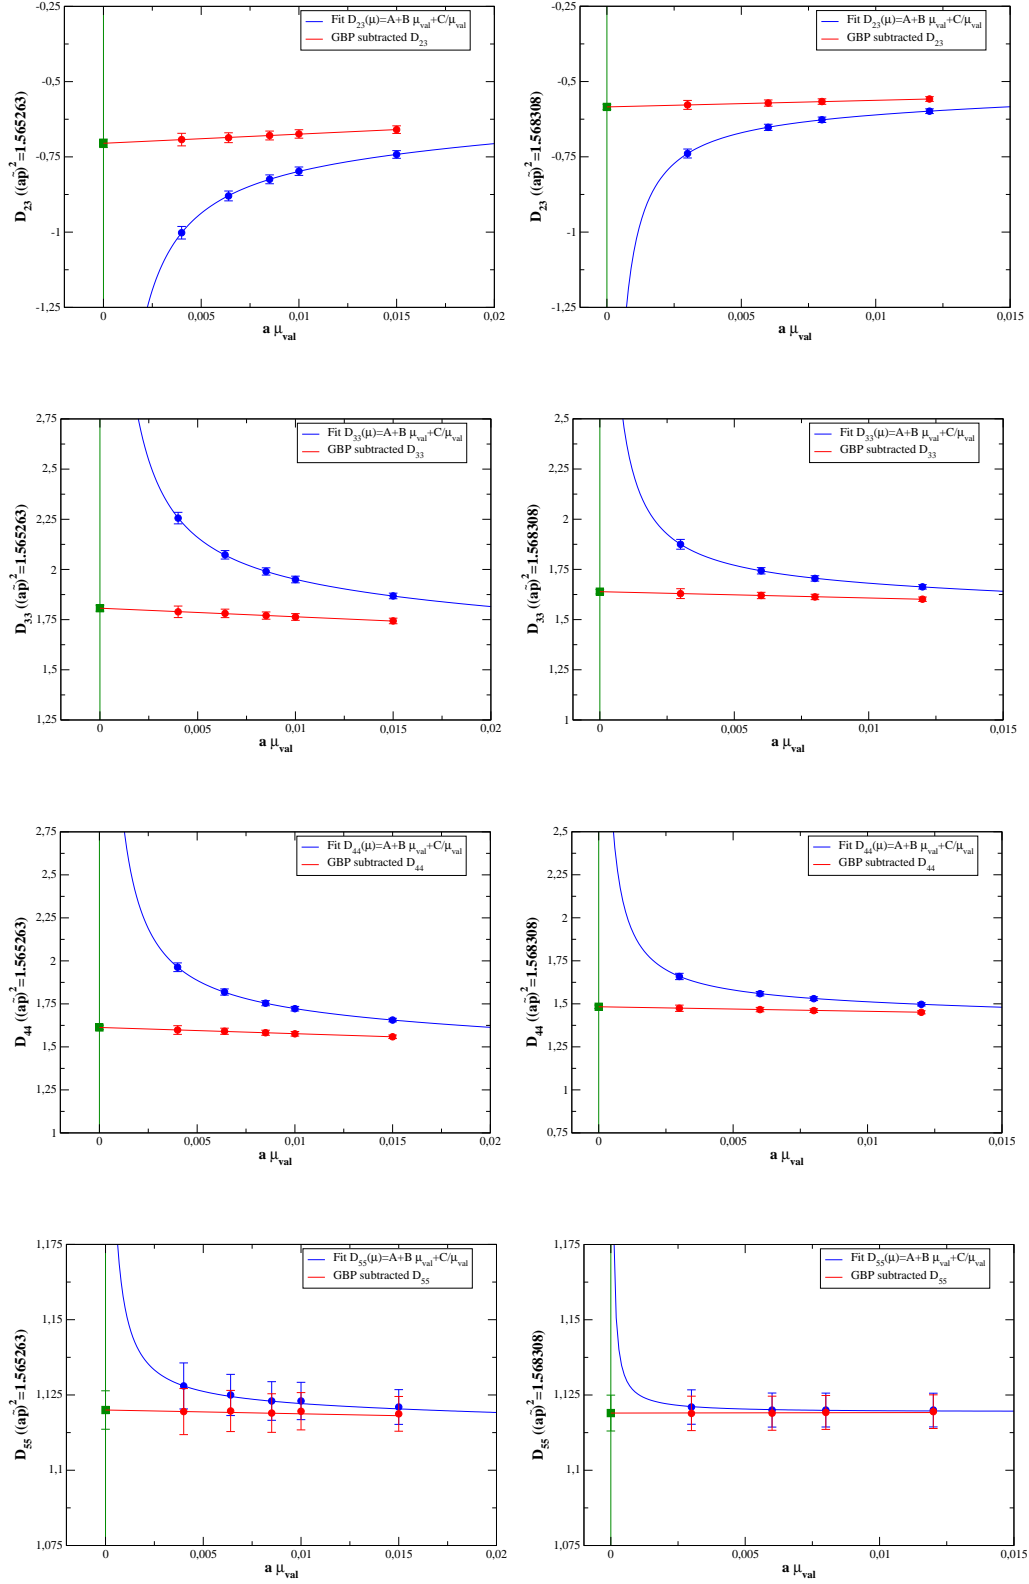 -0,25
-0,5
-0,75
-1
-1,25
0
0,005
0,01
0,015
0,02
a μval
D23 ((ap̃)²=1.565263)
Fit D23(μ)=A+B μval+C/μval
GBP subtracted D23
-0,25
-0,5
-0,75
-1
-1,25
0
0,005
0,01
0,015
a μval
D23 ((ap̃)²=1.568308)
Fit D23(μ)=A+B μval+C/μval
GBP subtracted D23
2,75
2,5
2,25
2
1,75
1,5
1,25
0
0,005
0,01
0,015
0,02
a μval
D33 ((ap̃)²=1.565263)
Fit D33(μ)=A+B μval+C/μval
GBP subtracted D33
2,5
2,25
2
1,75
1,5
1,25
1
0
0,005
0,01
0,015
a μval
D33 ((ap̃)²=1.568308)
Fit D33(μ)=A+B μval+C/μval
GBP subtracted D33
2,75
2,5
2,25
2
1,75
1,5
1,25
1
0
0,005
0,01
0,015
0,02
a μval
D44 ((ap̃)²=1.565263)
Fit D44(μ)=A+B μval+C/μval
GBP subtracted D44
2,5
2,25
2
1,75
1,5
1,25
1
0,75
0
0,005
0,01
0,015
a μval
D44 ((ap̃)²=1.568308)
Fit D44(μ)=A+B μval+C/μval
GBP subtracted D44
1,175
1,15
1,125
1,1
1,075
0
0,005
0,01
0,015
0,02
a μval
D55 ((ap̃)²=1.565263)
Fit D55(μ)=A+B μval+C/μval
GBP subtracted D55
1,175
1,15
1,125
1,1
1,075
0
0,005
0,01
0,015
a μval
D55 ((ap̃)²=1.568308)
Fit D55(μ)=A+B μval+C/μval
GBP subtracted D55